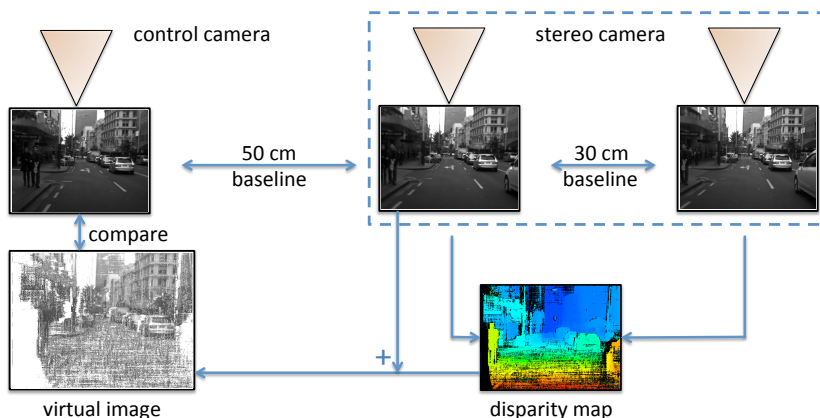 control camera
stereo camera
50 cm
baseline
30 cm
baseline
compare
+
virtual image
disparity map